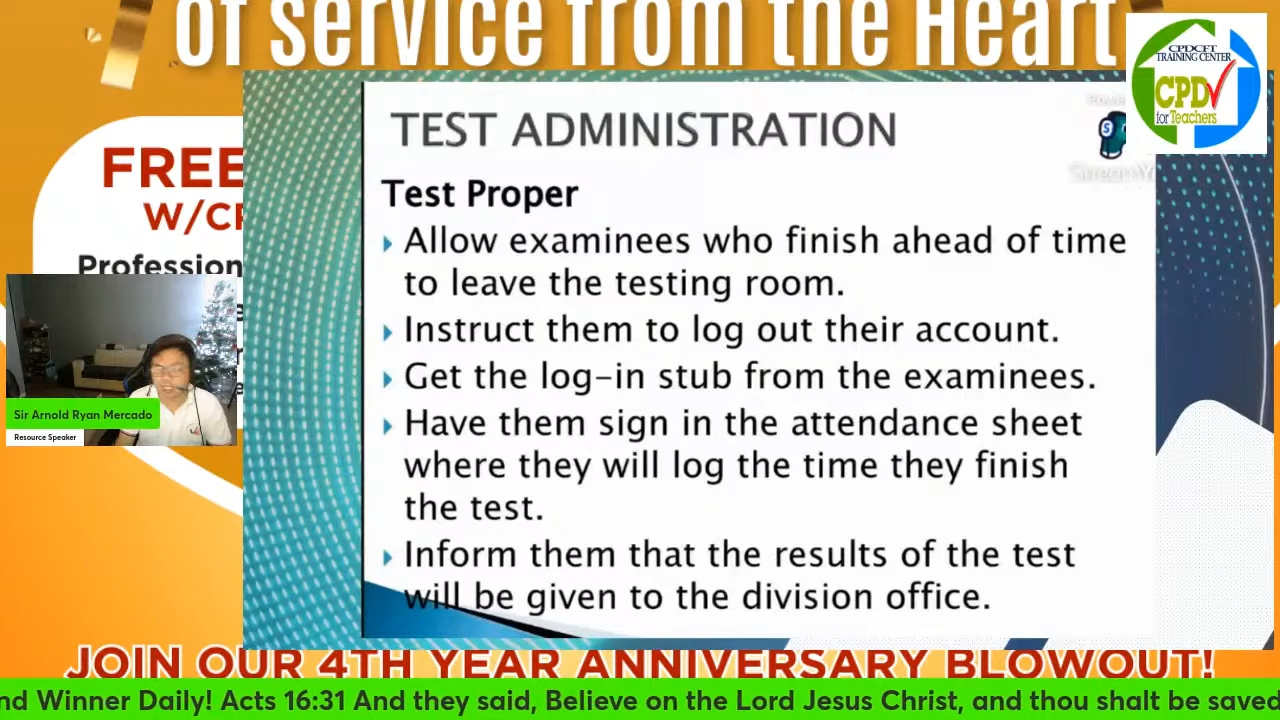 of service from the Heart
CPDCFT
TRAINING CENTER
CPD
for Teachers
FREE
W/CP
Profession
TEST ADMINISTRATION
Test Proper
Allow examinees who finish ahead of time
to leave the testing room.
Instruct them to log out their account.
Get the log-in stub from the examinees.
Have them sign in the attendance sheet
where they will log the time they finish
the test.
Inform them that the results of the test
will be given to the division office.
Sir Arnold Ryan Mercado
Resource Speaker
JOIN OUR 4TH YEAR ANNIVERSARY BLOWOUT!
nd Winner Daily! Acts 16:31 And they said, Believe on the Lord Jesus Christ, and thou shalt be saved